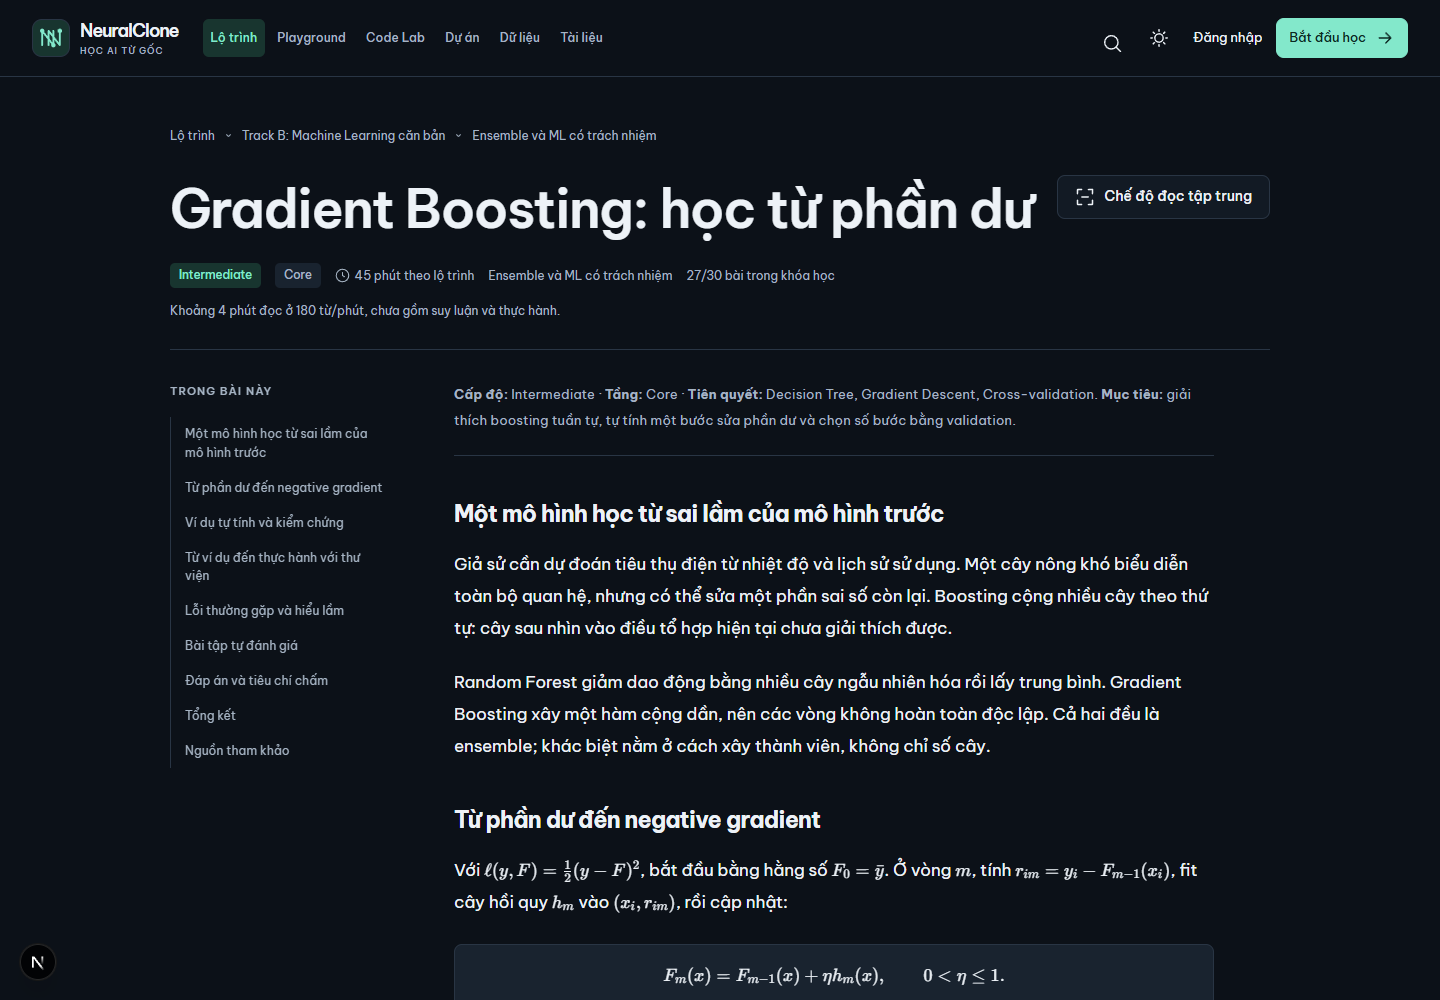 NeuralClone
HỌC AI TỪ GỐC
Lộ trình
Playground
Code Lab
Dự án
Dữ liệu
Tài liệu
Đăng nhập
Bắt đầu học
Lộ trình
Track B: Machine Learning căn bản
Ensemble và ML có trách nhiệm
Gradient Boosting: học từ phần dư
Chế độ đọc tập trung
Intermediate
Core
45 phút theo lộ trình
Ensemble và ML có trách nhiệm
27/30 bài trong khóa học
Khoảng 4 phút đọc ở 180 từ/phút, chưa gồm suy luận và thực hành.
TRONG BÀI NÀY
Một mô hình học từ sai lầm của
mô hình trước
Từ phần dư đến negative gradient
Ví dụ tự tính và kiểm chứng
Từ ví dụ đến thực hành với thư
viện
Lỗi thường gặp và hiểu lầm
Bài tập tự đánh giá
Đáp án và tiêu chí chấm
Tổng kết
Nguồn tham khảo
Cấp độ: Intermediate · Tầng: Core · Tiên quyết: Decision Tree, Gradient Descent, Cross-validation. Mục tiêu: giải
thích boosting tuần tự, tự tính một bước sửa phần dư và chọn số bước bằng validation.
Một mô hình học từ sai lầm của mô hình trước
Giả sử cần dự đoán tiêu thụ điện từ nhiệt độ và lịch sử sử dụng. Một cây nông khó biểu diễn
toàn bộ quan hệ, nhưng có thể sửa một phần sai số còn lại. Boosting cộng nhiều cây theo thứ
tự: cây sau nhìn vào điều tổ hợp hiện tại chưa giải thích được.
Random Forest giảm dao động bằng nhiều cây ngẫu nhiên hóa rồi lấy trung bình. Gradient
Boosting xây một hàm cộng dần, nên các vòng không hoàn toàn độc lập. Cả hai đều là
ensemble; khác biệt nằm ở cách xây thành viên, không chỉ số cây.
Từ phần dư đến negative gradient
Với ℓ(y, F) = ½(y − F)², bắt đầu bằng hằng số F₀ = ȳ. Ở vòng m, tính rᵢₘ = yᵢ − Fₘ₋₁(xᵢ), fit
cây hồi quy hₘ vào (xᵢ, rᵢₘ), rồi cập nhật:
Fₘ(x) = Fₘ₋₁(x) + ηhₘ(x), 0 < η ≤ 1.